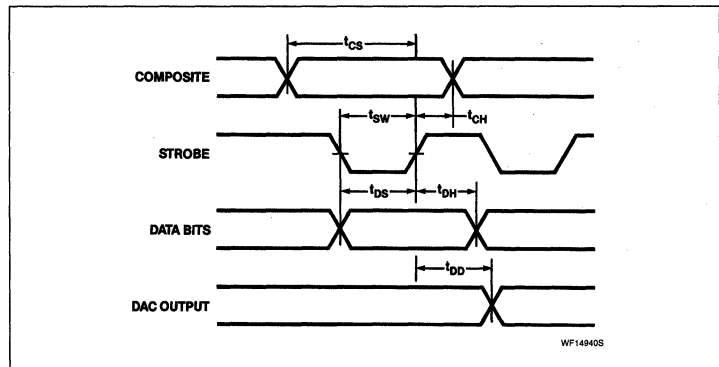 tCS
COMPOSITE
tSW
tCH
STROBE
tDS
tDH
DATA BITS
tDD
DAC OUTPUT
WF14940S